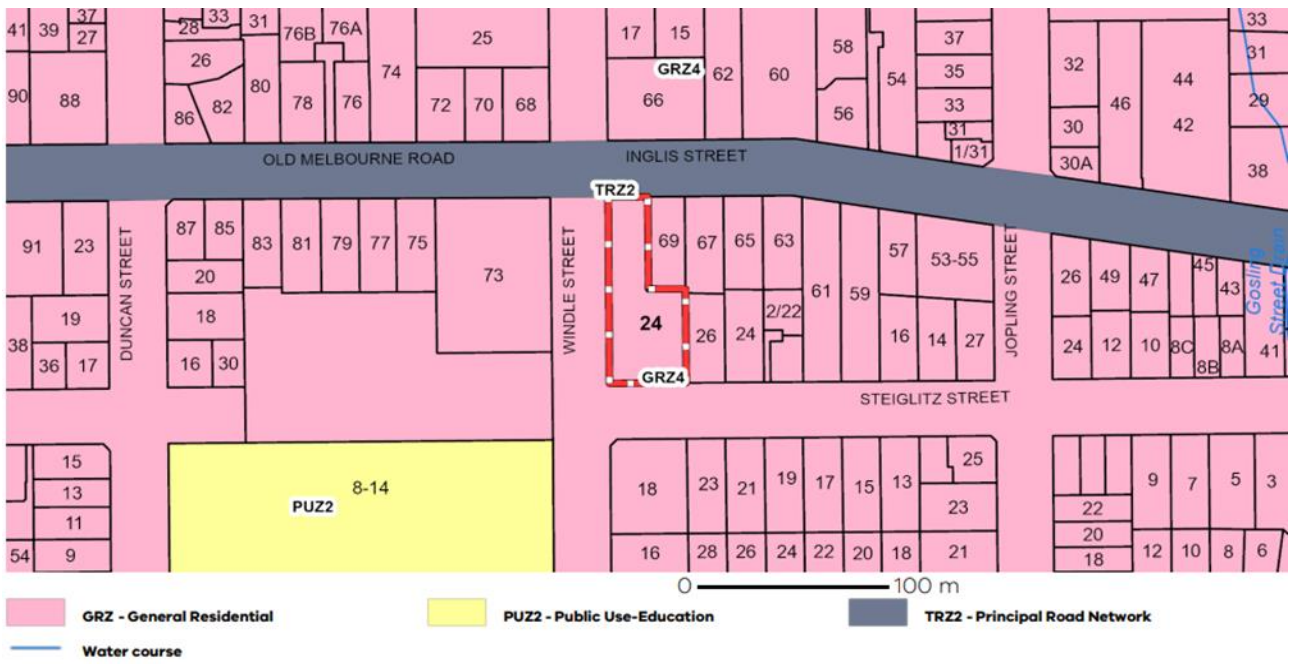 41 39 37 28 33 31 76B 76A 25 17 15 58 37 33
27 26 GRZ4 32 44 31
90 88 86 82 80 78 76 74 72 70 68 66 62 60 56 54 35 46 29
33 30 42
31 1/31 30A 38
OLD MELBOURNE ROAD INGLIS STREET
TRZ2
91 23 87 85 83 81 79 77 75 73 69 67 65 63 61 59 57 53-55 26 49 47 45 43
DUNCAN STREET WINDLE STREET JOPLING STREET Gosling Street Drain
20
19 18 24 26 24 2/22
38 36 17 16 30 16 14 27 24 12 10 8C 8B 8A 41
GRZ4
STEIGLITZ STREET
15 25
13 8-14 18 23 21 19 17 15 13 9 7 5 3
PUZ2
11 23 22
20
54 9 16 28 26 24 22 20 18 21 18 12 10 8 6
0 100 m
GRZ - General Residential PUZ2 - Public Use-Education TRZ2 - Principal Road Network
Water course